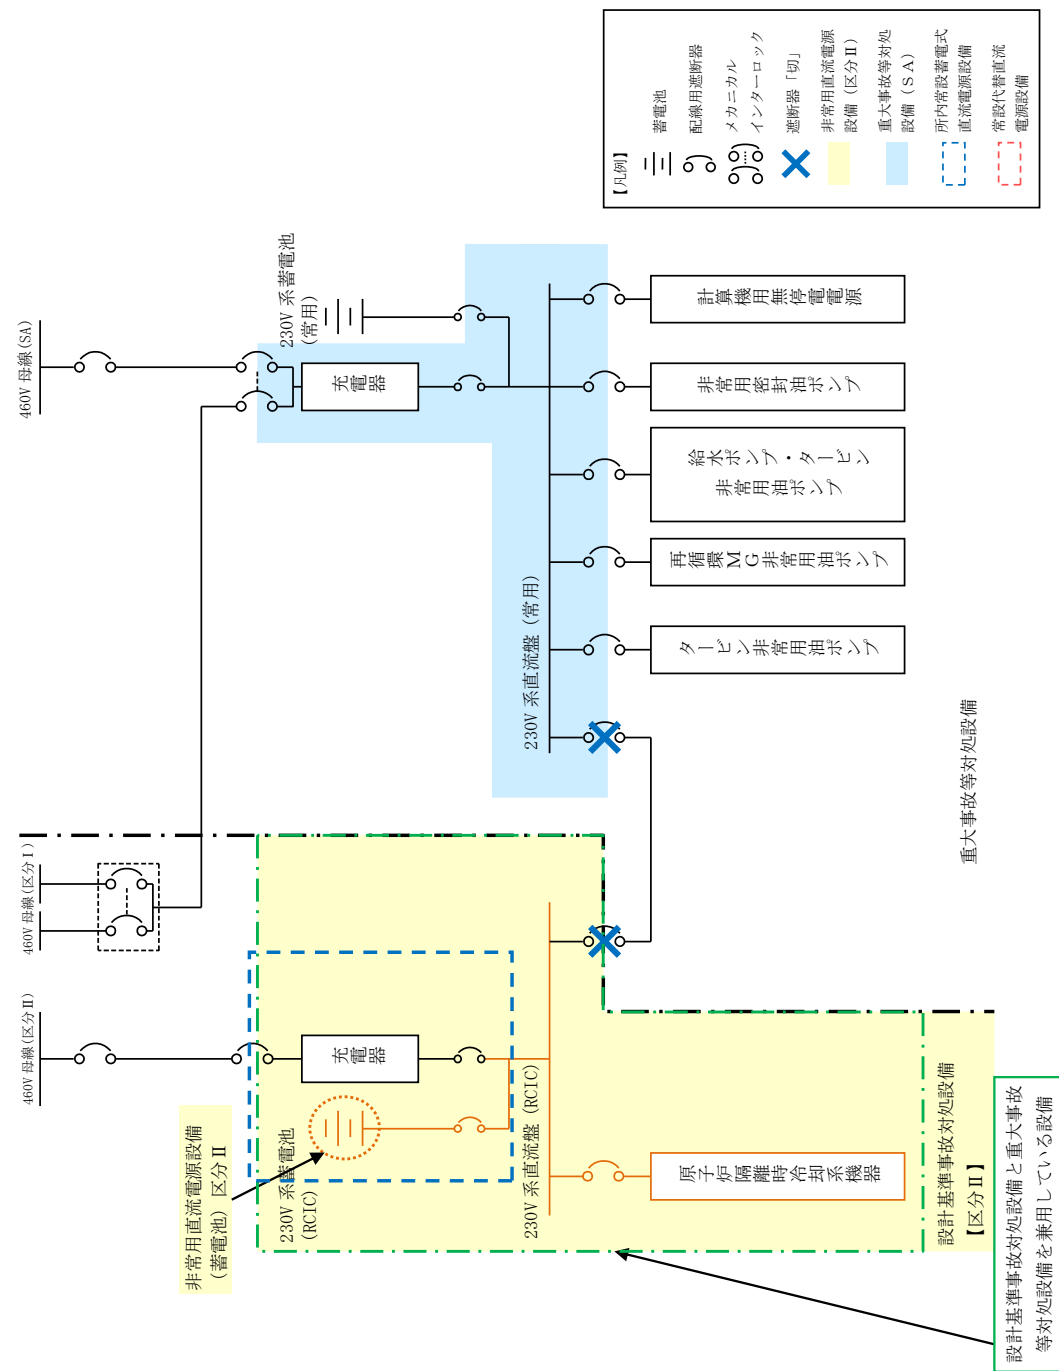 460V 母線(区分Ⅱ)
460V 母線(区分Ⅰ)
460V 母線(SA)
非常用直流電源設備
(蓄電池) 区分Ⅱ
230V 系蓄電池
(RCIC)
充電器
230V 系蓄電池
(常用)
充電器
230V 系直流盤 (RCIC)
230V 系直流盤 (常用)
原子炉隔離時冷却系機器
タービン非常用油ポンプ
再循環MG非常用油ポンプ
給水ポンプ・タービン
非常用油ポンプ
非常用密封油ポンプ
計算機用無停電電源
設計基準事故対処設備
【区分Ⅱ】
重大事故等対処設備
設計基準事故対処設備と重大事故
等対処設備を兼用している設備
【凡例】
蓄電池
配線用遮断器
メカニカル
インターロック
遮断器「切」
非常用直流電源
設備(区分Ⅱ)
重大事故等対処
設備(SA)
所内常設蓄電式
直流電源設備
常設代替直流
電源設備